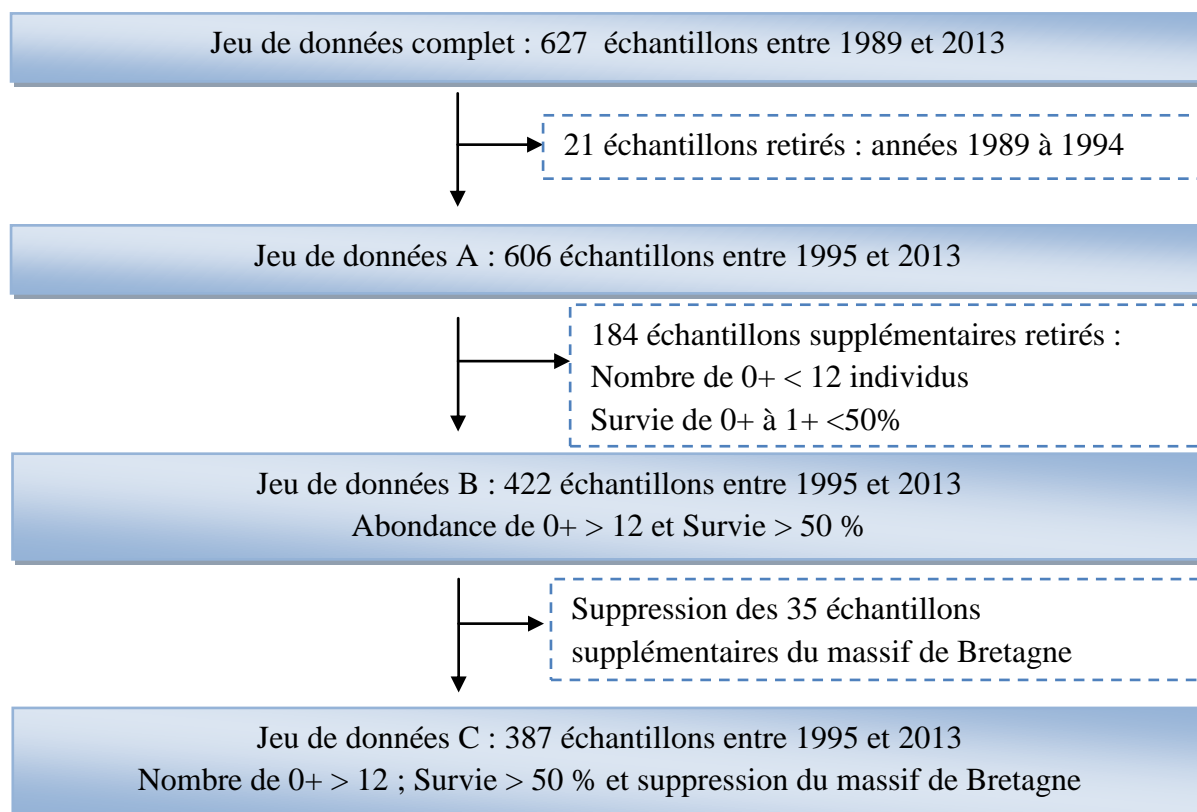 Jeu de données complet : 627  échantillons entre 1989 et 2013
21 échantillons retirés : années 1989 à 1994
Jeu de données A : 606 échantillons entre 1995 et 2013
184 échantillons supplémentaires retirés :
Nombre de 0+ < 12 individus
Survie de 0+ à 1+ <50%
Jeu de données B : 422 échantillons entre 1995 et 2013
Abondance de 0+ > 12 et Survie > 50 %
Suppression des 35 échantillons
supplémentaires du massif de Bretagne
Jeu de données C : 387 échantillons entre 1995 et 2013
Nombre de 0+ > 12 ; Survie > 50 % et suppression du massif de Bretagne